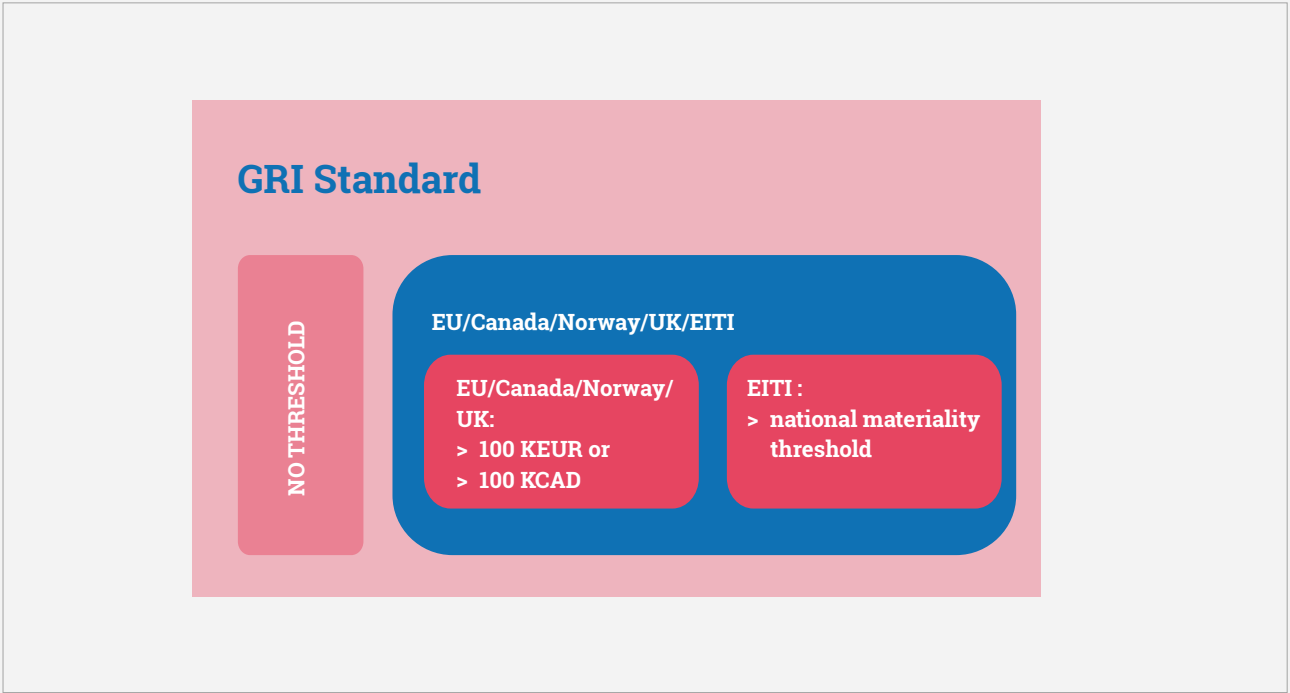 GRI Standard
NO THRESHOLD
EU/Canada/Norway/UK/EITI
EU/Canada/Norway/
UK:
> 100 KEUR or
> 100 KCAD
EITI :
> national materiality
threshold